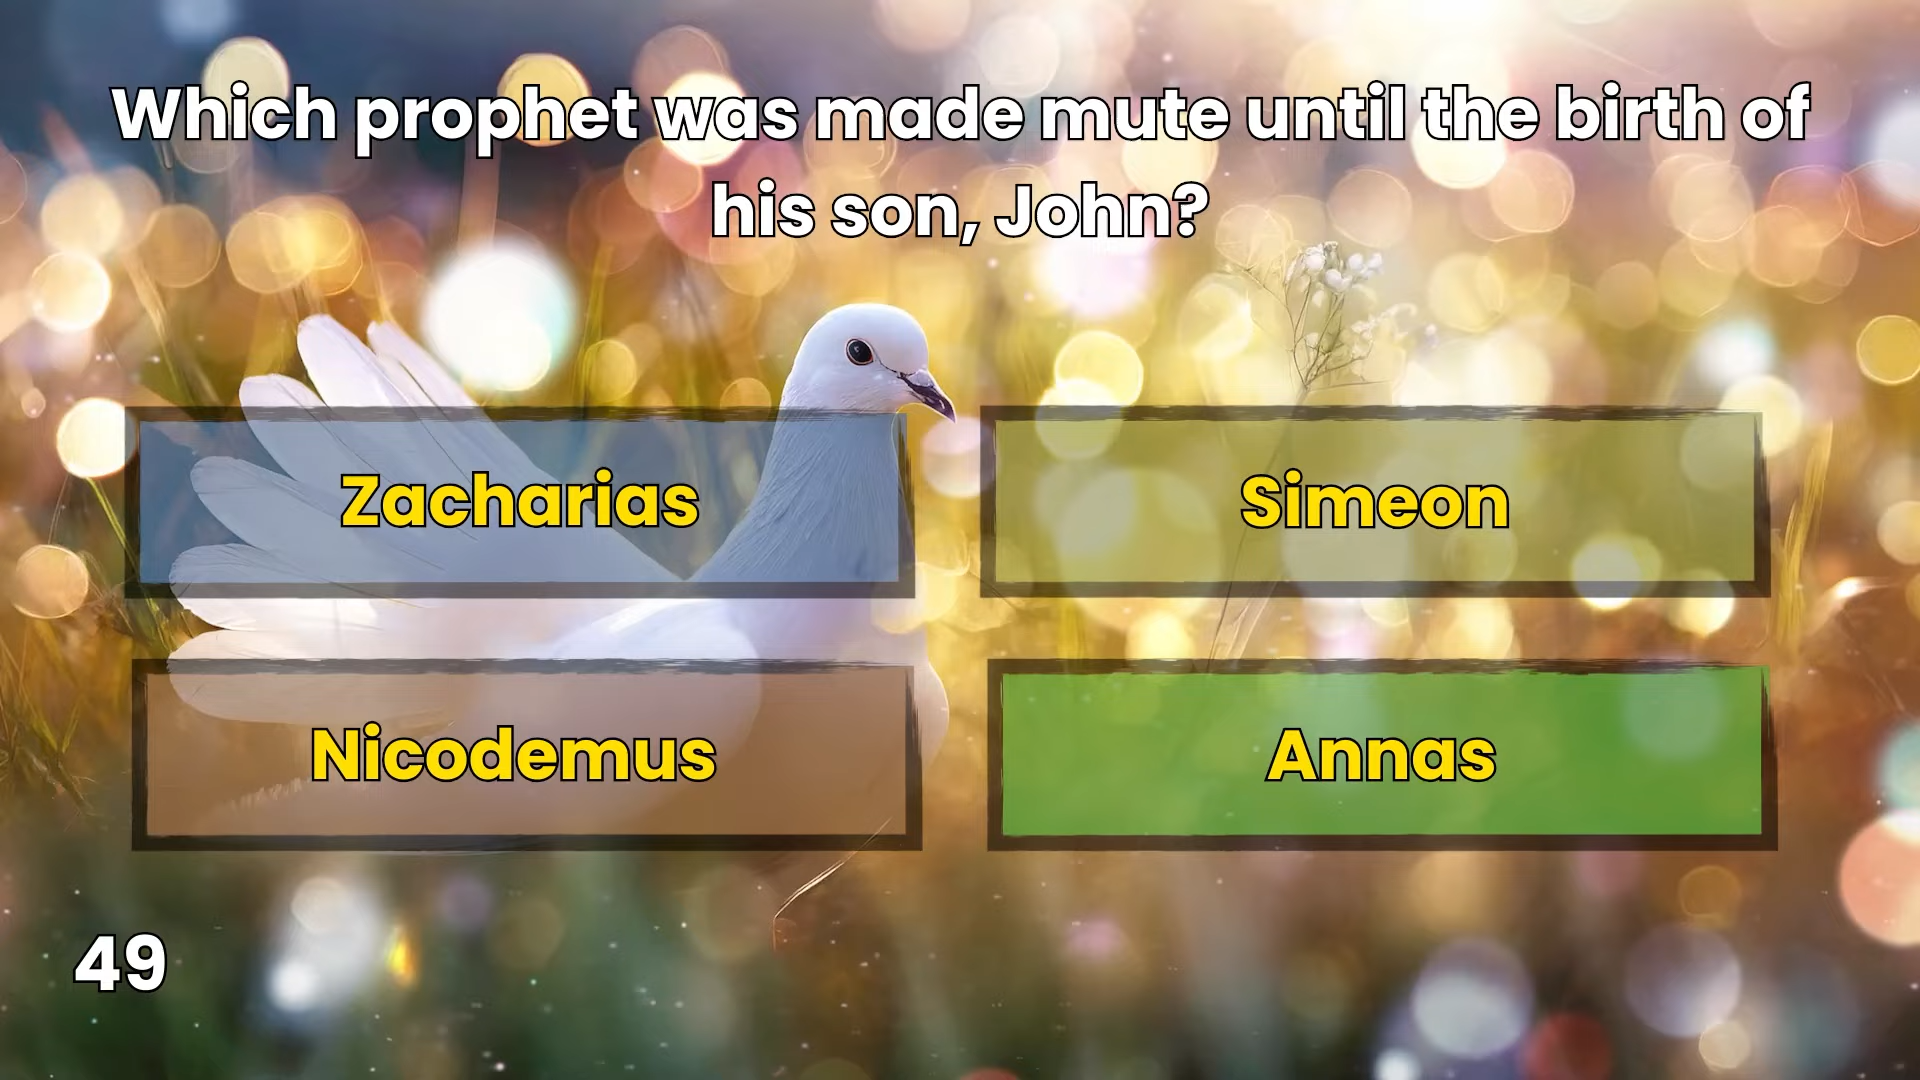 Which prophet was made mute until the birth of
his son, John?
Zacharias
Simeon
Nicodemus
Annas
49